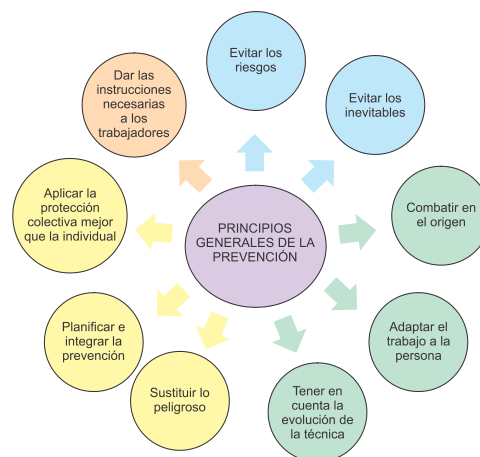 Evitar los
riesgos
Evitar los
inevitables
Combatir en
el origen
Adaptar el
trabajo a la
persona
Tener en
cuenta la
evolución de
la técnica
Sustituir lo
peligroso
Planificar e
integrar la
prevención
Aplicar la
protección
colectiva mejor
que la individual
Dar las
instrucciones
necesarias
a los
trabajadores
PRINCIPIOS
GENERALES DE LA
PREVENCIÓN